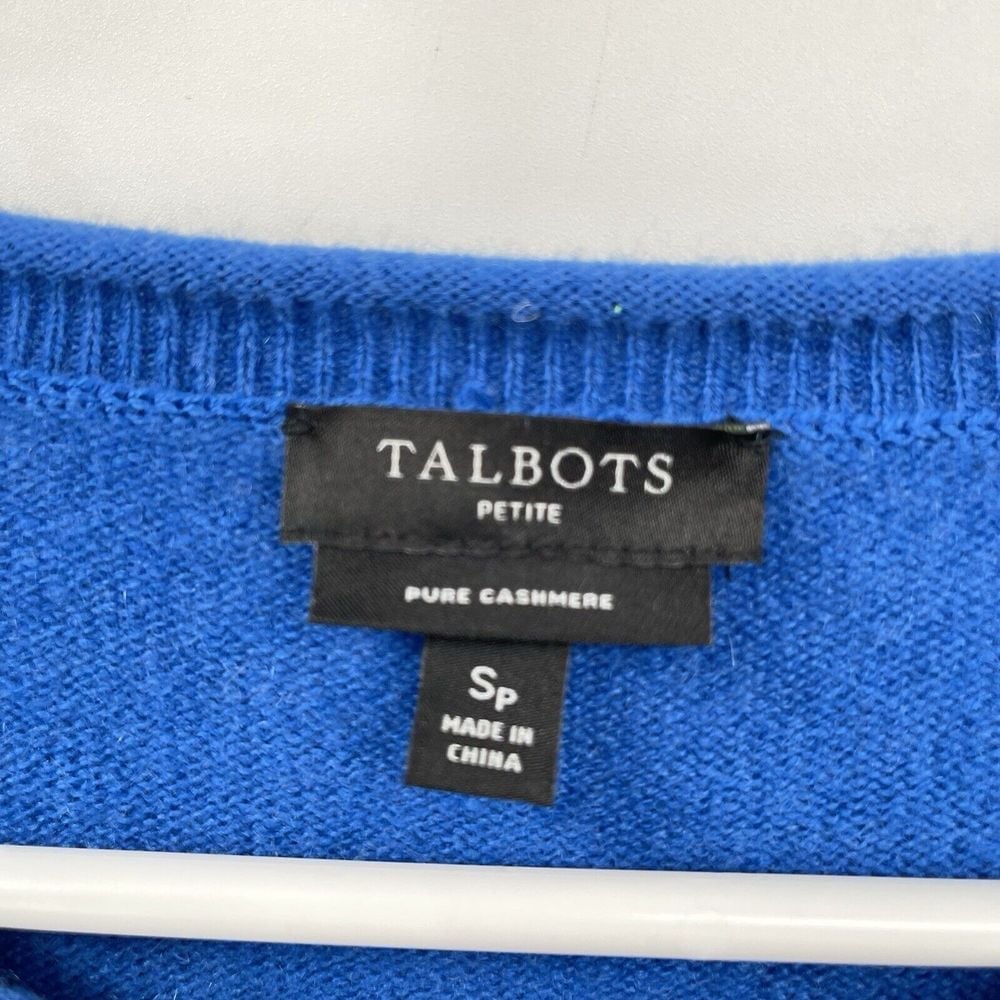 TALBOTS
PETITE
PURE CASHMERE
SP
MADE IN
CHINA